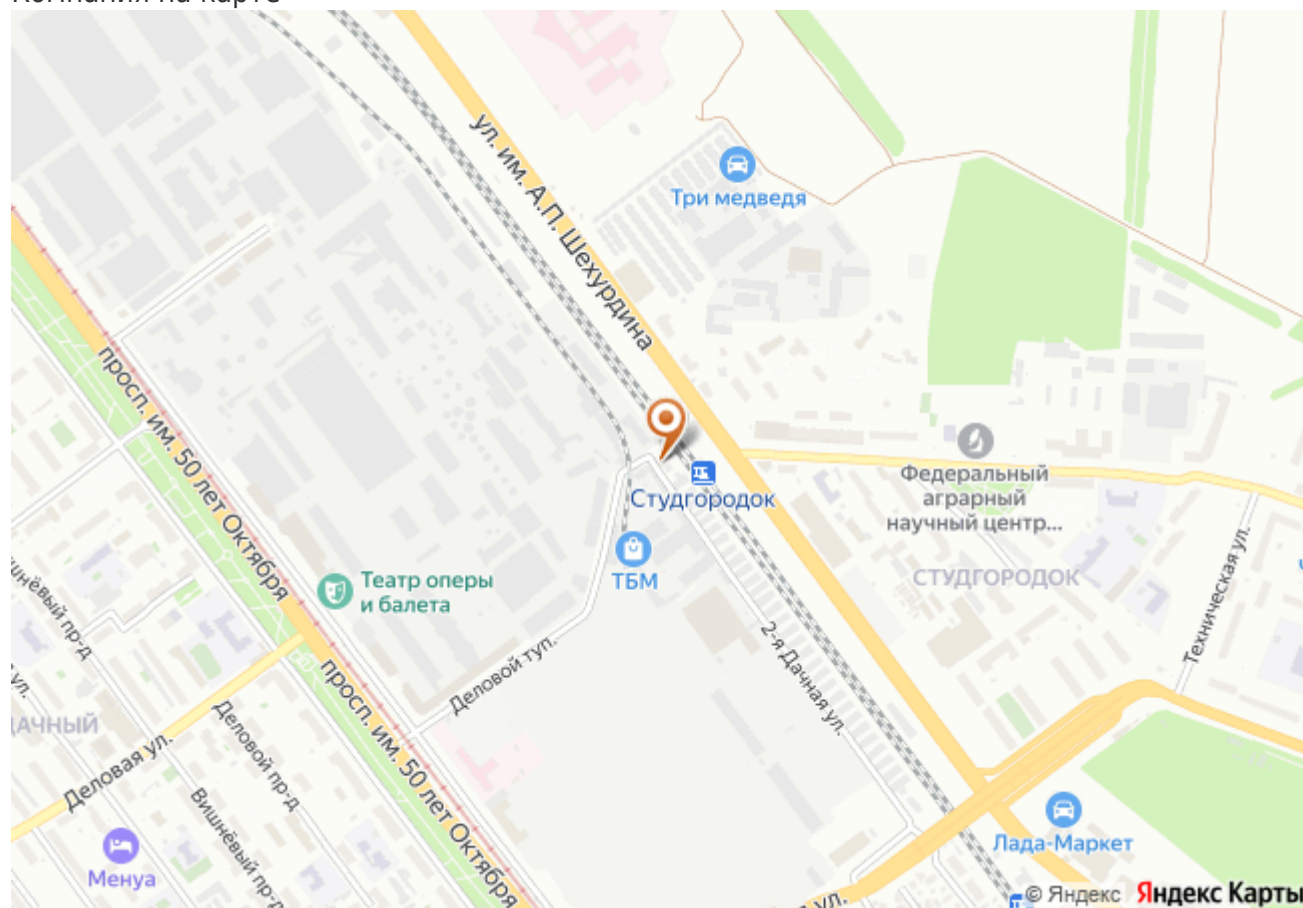 ул. им. А.П. Шехурдина
Три медведя
просп. им. 50 лет Октября
Студгородок
Федеральный
аграрный
научный центр...
ТБМ
СТУДГОРОДОК
Театр оперы
и балета
Техническая ул.
2-я Дачная ул.
Деловой туп.
просп. им. 50 лет Октября
Вишнёвый пр-д
ул.
ДАЧНЫЙ
Деловая ул.
Деловой пр-д
Вишнёвый пр-д
Менуа
Лада-Маркет
ул.
© Яндекс Яндекс Карты